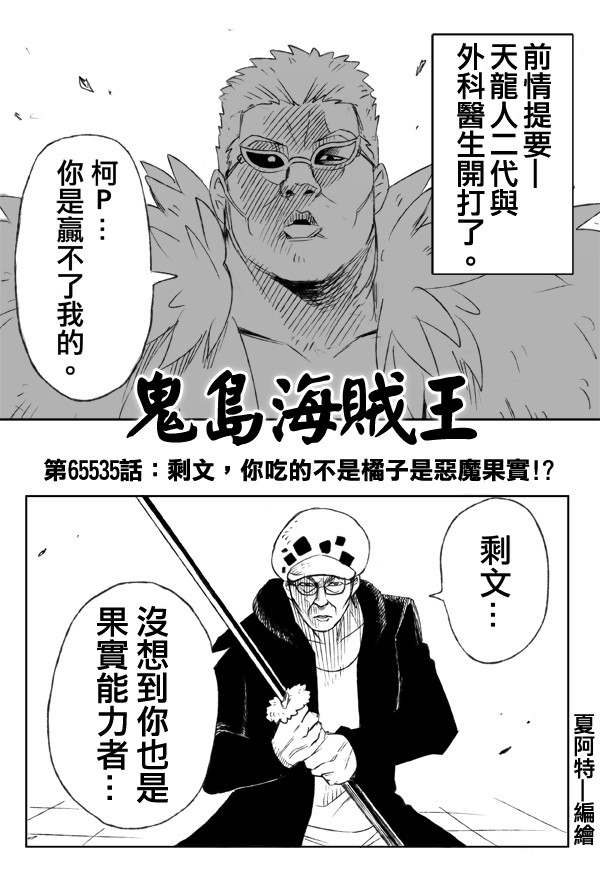 前情提要—
天龍人二代與
外科醫生開打了。
柯P…
你是贏不了我的。
鬼島海賊王
第65535話：剩文，你吃的不是橘子是惡魔果實!?
剩文…
沒想到你也是
果實能力者…
夏阿特—編繪